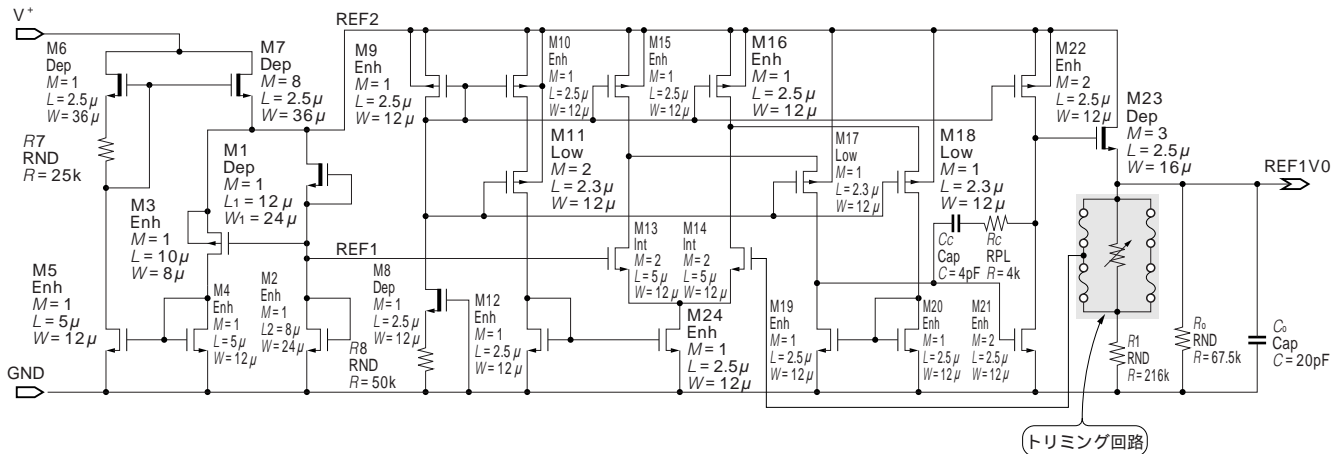 V⁺
M6
Dep
M=1
L=2.5μ
W=36μ
M7
Dep
M=8
L=2.5μ
W=36μ
REF2
M9
Enh
M=1
L=2.5μ
W=12μ
M10
Enh
M=1
L=2.5μ
W=12μ
M15
Enh
M=1
L=2.5μ
W=12μ
M16
Enh
M=1
L=2.5μ
W=12μ
M22
Enh
M=2
L=2.5μ
W=12μ
M23
Dep
M=3
L=2.5μ
W=16μ
REF1V0
R7
RND
R=25k
M1
Dep
M=1
L₁=12μ
W₁=24μ
M11
Low
M=2
L=2.3μ
W=12μ
M17
Low
M=1
L=2.3μ
W=12μ
M18
Low
M=1
L=2.3μ
W=12μ
M3
Enh
M=1
L=10μ
W=8μ
REF1
M13
Int
M=2
L=5μ
W=12μ
M14
Int
M=2
L=5μ
W=12μ
Cc
Cap
C=4pF
Rc
RPL
R=4k
M5
Enh
M=1
L=5μ
W=12μ
M4
Enh
M=1
L=5μ
W=12μ
M2
Enh
M=1
L2=8μ
W=24μ
M8
Dep
M=1
L=2.5μ
W=12μ
R8
RND
R=50k
M12
Enh
M=1
L=2.5μ
W=12μ
M24
Enh
M=1
L=2.5μ
W=12μ
M19
Enh
M=1
L=2.5μ
W=12μ
M20
Enh
M=1
L=2.5μ
W=12μ
M21
Enh
M=2
L=2.5μ
W=12μ
R1
RND
R=216k
R₀
RND
R=67.5k
C₀
Cap
C=20pF
GND
トリミング回路